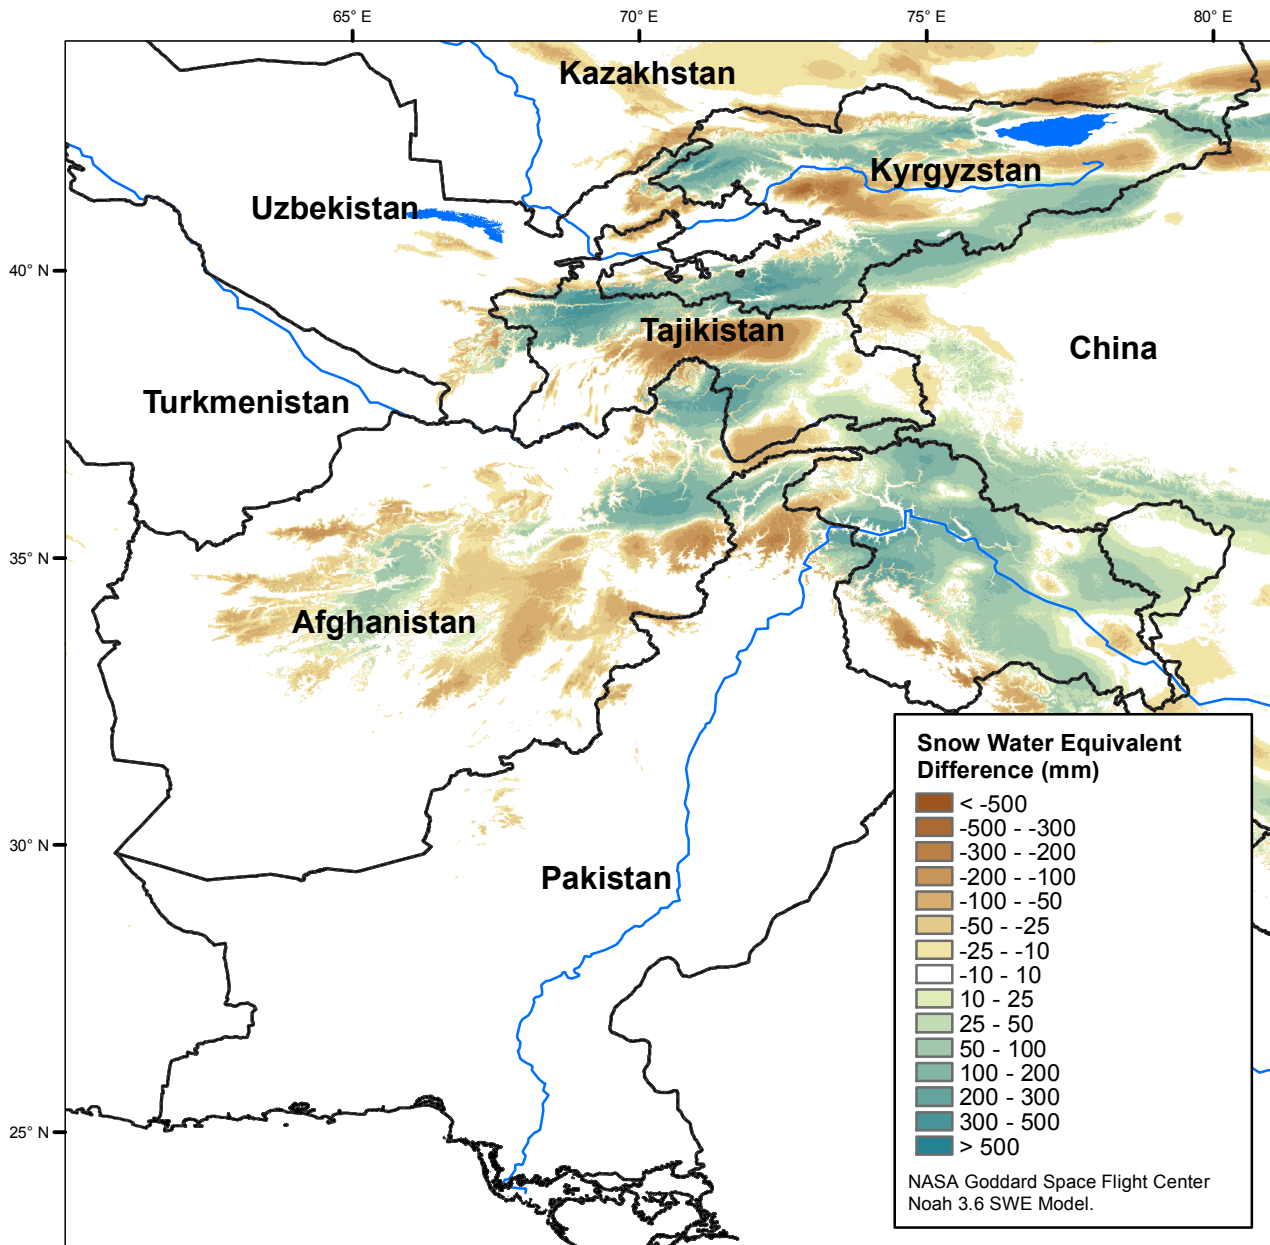 65° E
70° E
75° E
80° E
Kazakhstan
Kyrgyzstan
Uzbekistan
40° N
Tajikistan
China
Turkmenistan
35° N
Afghanistan
30° N
Pakistan
25° N
Snow Water Equivalent
Difference (mm)
< -500
-500 - -300
-300 - -200
-200 - -100
-100 - -50
-50 - -25
-25 - -10
-10 - 10
10 - 25
25 - 50
50 - 100
100 - 200
200 - 300
300 - 500
> 500
NASA Goddard Space Flight Center
Noah 3.6 SWE Model.